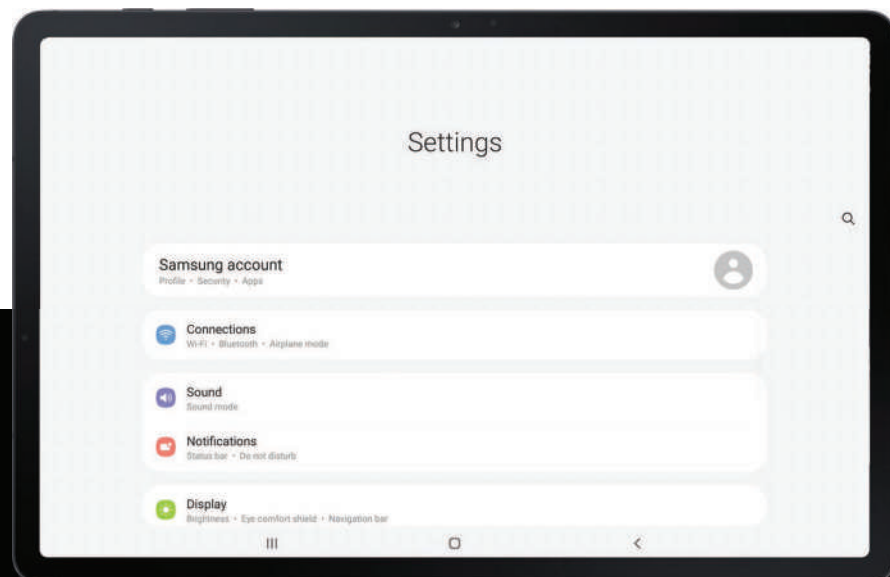 Settings
Samsung account
Profile • Security • Apps
Connections
Wi-Fi • Bluetooth • Airplane mode
Sound
Sound mode
Notifications
Status bar • Do not disturb
Display
Brightness • Eye comfort shield • Navigation bar